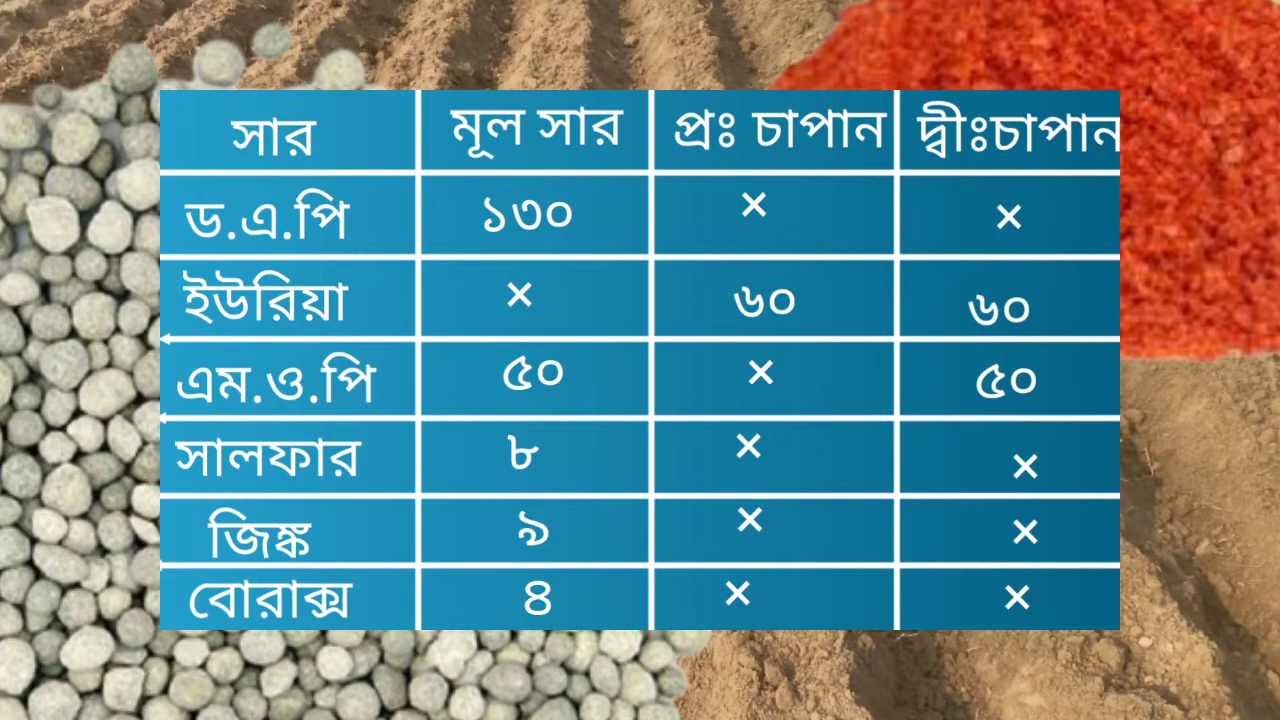 সার মূল সার প্রঃ চাপান দ্বীঃচাপান
ড.এ.পি ১৩০ × ×
ইউরিয়া × ৬০ ৬০
এম.ও.পি ৫০ × ৫০
সালফার ৮ × ×
জিঙ্ক ৯ × ×
বোরাক্স ৪ × ×